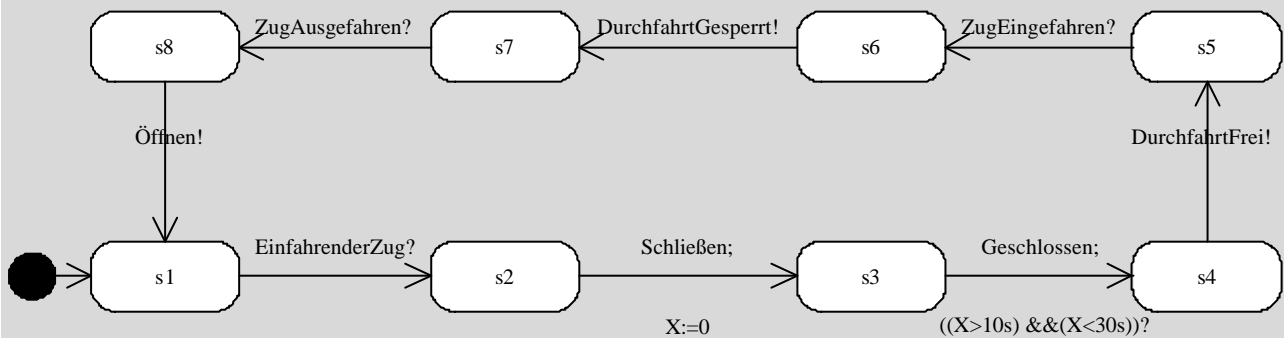 s8
ZugAusgefahren?
s7
DurchfahrtGesperrt!
s6
ZugEingefahren?
s5
Öffnen!
DurchfahrtFrei!
s1
EinfahrenderZug?
s2
Schließen;
s3
Geschlossen;
s4
X:=0
((X>10s) &&(X<30s))?